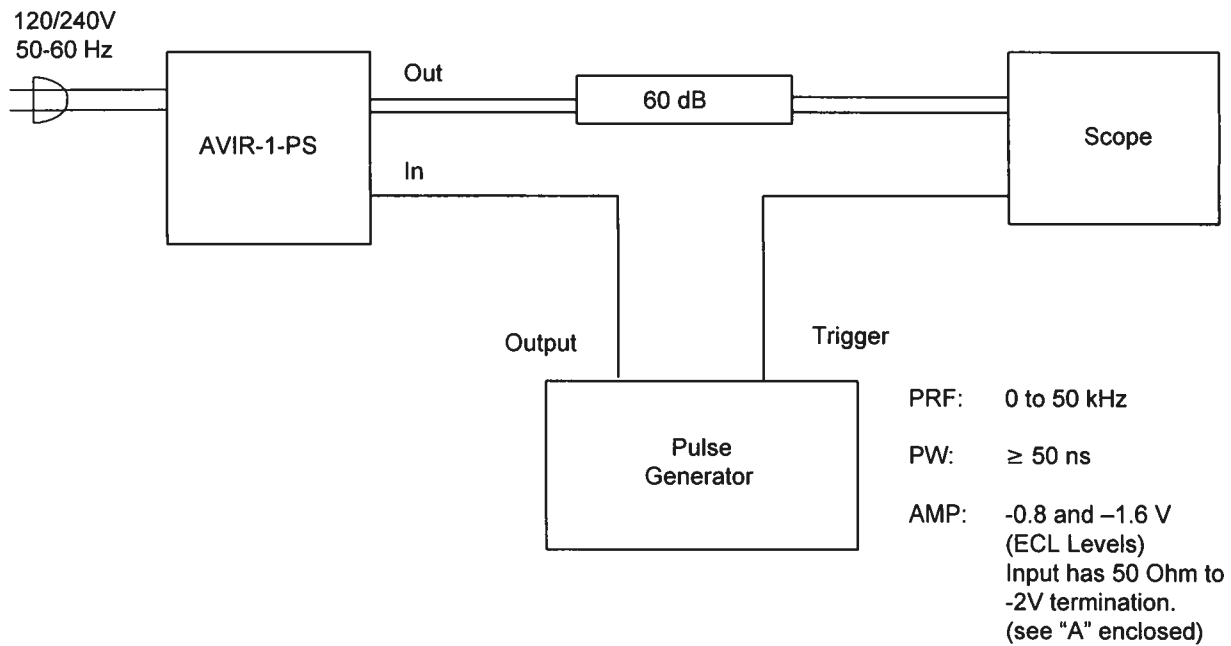 120/240V
50-60 Hz
Out
60 dB
AVIR-1-PS
Scope
In
Output
Trigger
Pulse
Generator
PRF: 0 to 50 kHz
PW: ≥ 50 ns
AMP: -0.8 and –1.6 V
(ECL Levels)
Input has 50 Ohm to
-2V termination.
(see “A” enclosed)